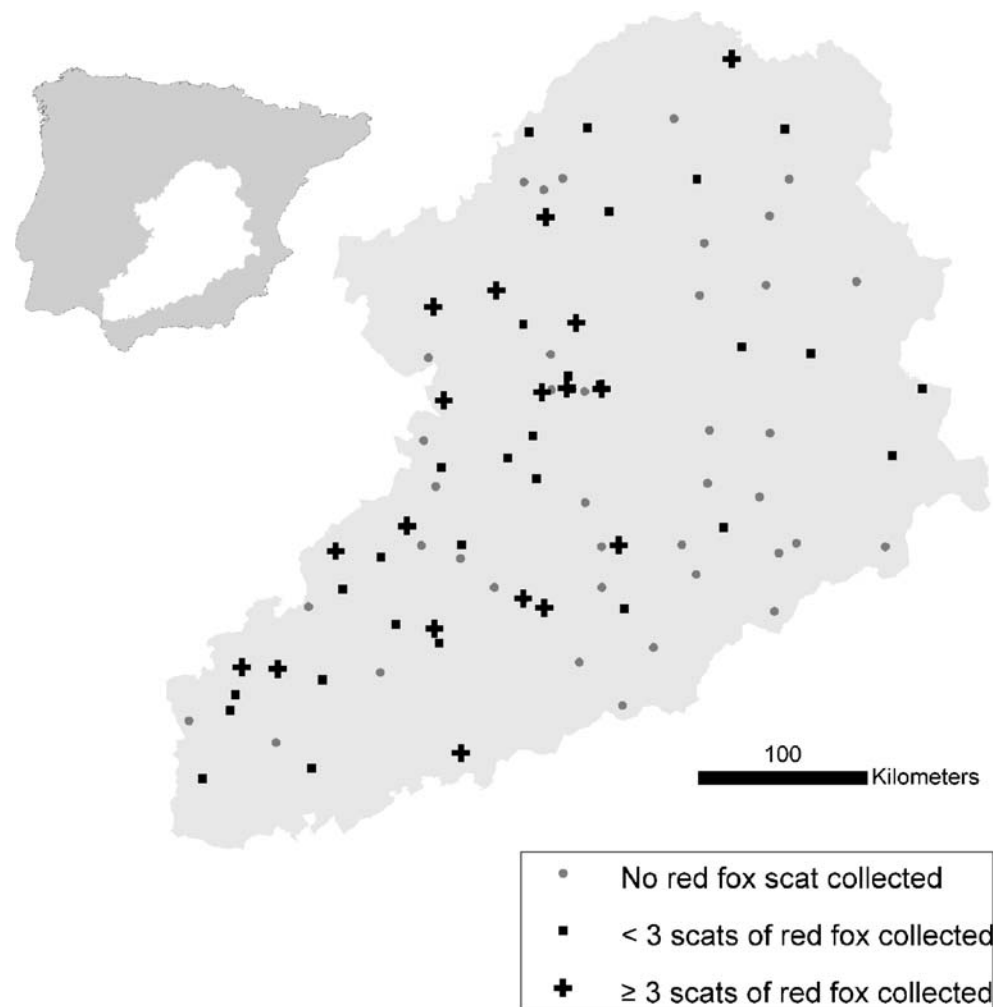 100
Kilometers
No red fox scat collected
< 3 scats of red fox collected
≥ 3 scats of red fox collected